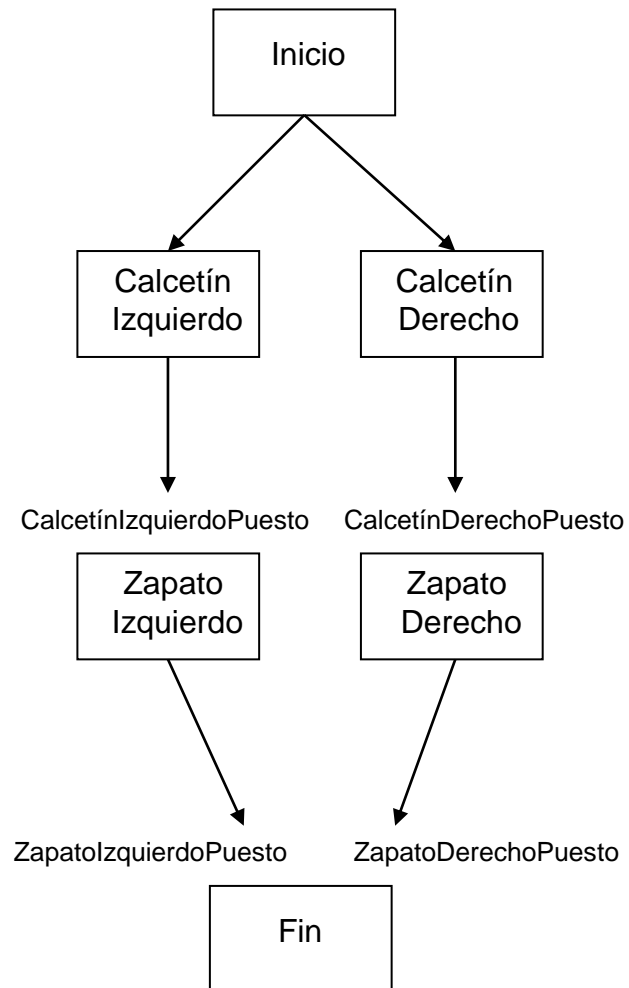 Inicio
Calcetín
Izquierdo
Calcetín
Derecho
CalcetínIzquierdoPuesto
CalcetínDerechoPuesto
Zapato
Izquierdo
Zapato
Derecho
ZapatoIzquierdoPuesto
ZapatoDerechoPuesto
Fin